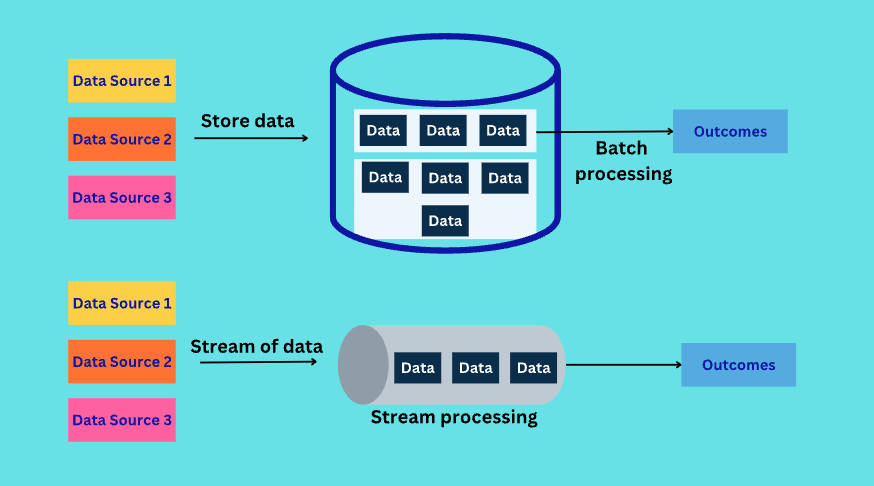 Data Source 1
Data Source 2
Data Source 3
Store data
Data Data Data
Data Data Data
Data
Batch
processing
Outcomes
Data Source 1
Data Source 2
Data Source 3
Stream of data
Data Data Data
Stream processing
Outcomes